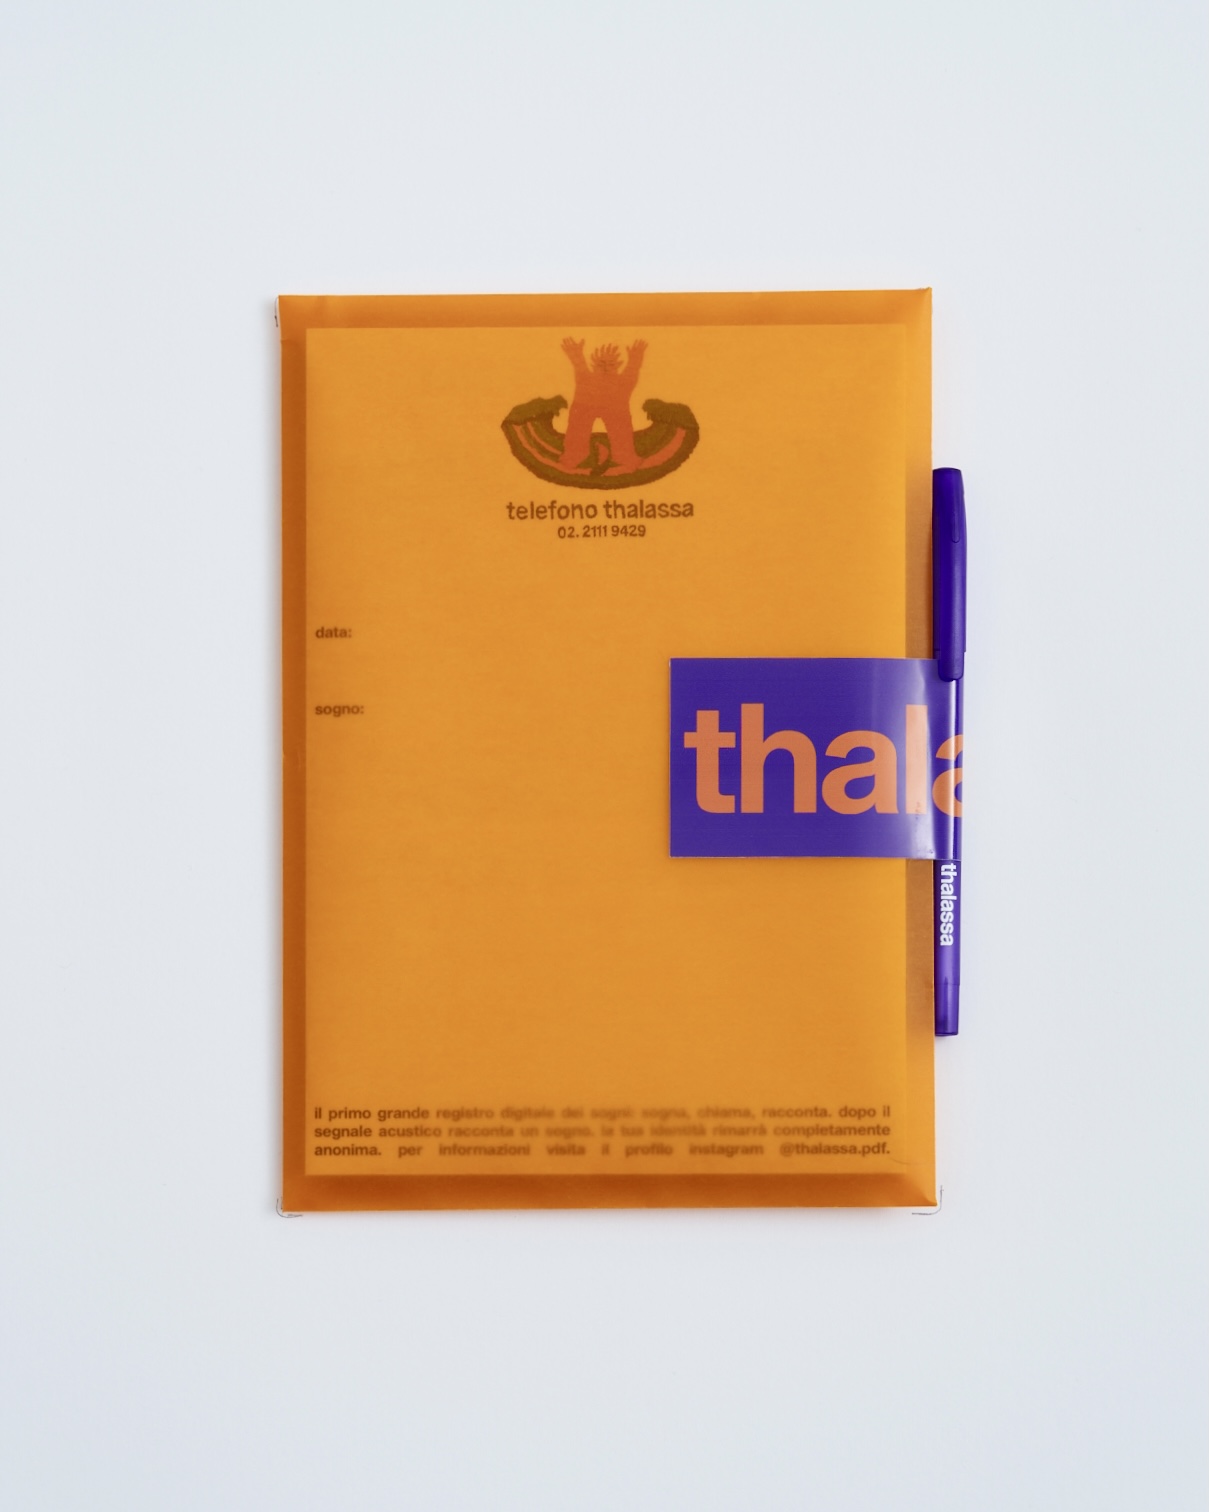 telefono thalassa
02. 2111 9429
data:
sogno:
thala
thalassa
il primo grande registro digitale dei sogni: sogna, chiama, racconta. dopo il
segnale acustico racconta un sogno. la tua identità rimarrà completamente
anonima. per informazioni visita il profilo instagram @thalassa.pdf.